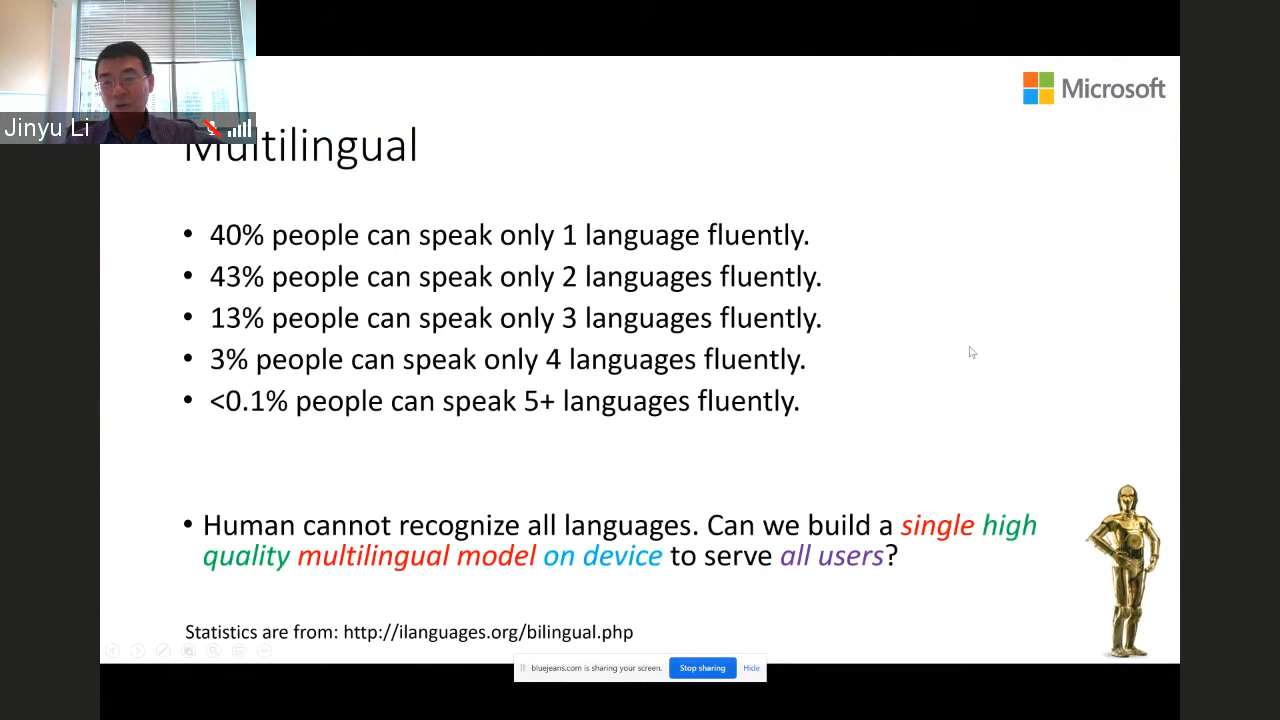 Jinyu Li
Microsoft
Multilingual
• 40% people can speak only 1 language fluently.
• 43% people can speak only 2 languages fluently.
• 13% people can speak only 3 languages fluently.
• 3% people can speak only 4 languages fluently.
• <0.1% people can speak 5+ languages fluently.
• Human cannot recognize all languages. Can we build a single high
quality multilingual model on device to serve all users?
Statistics are from: http://ilanguages.org/bilingual.php
bluejeans.com is sharing your screen.
Stop sharing
Hide